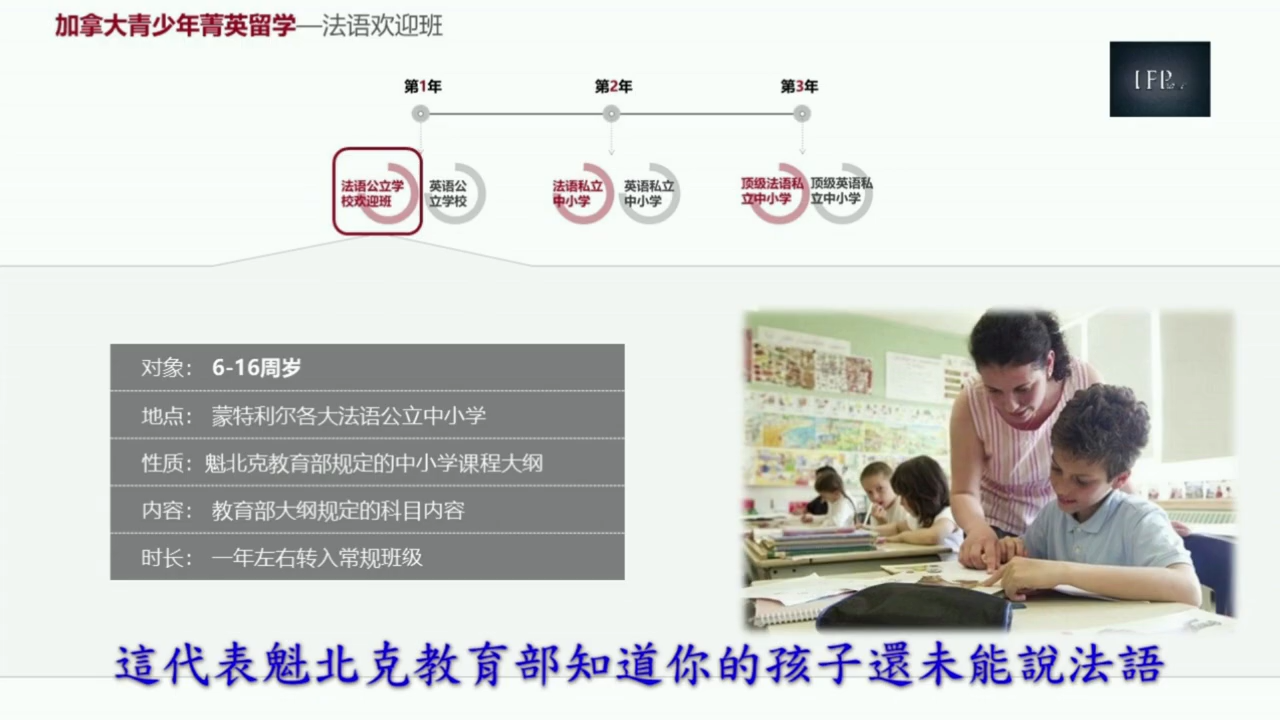 加拿大青少年菁英留学—法语欢迎班
IFP
第1年
第2年
第3年
法语公立学
校欢迎班
英语公
立学校
法语私立
中小学
英语私立
中小学
顶级法语私
立中小学
顶级英语私
立中小学
对象： 6-16周岁
地点： 蒙特利尔各大法语公立中小学
性质：魁北克教育部规定的中小学课程大纲
内容： 教育部大纲规定的科目内容
时长： 一年左右转入常规班级
這代表魁北克教育部知道你的孩子還未能說法語